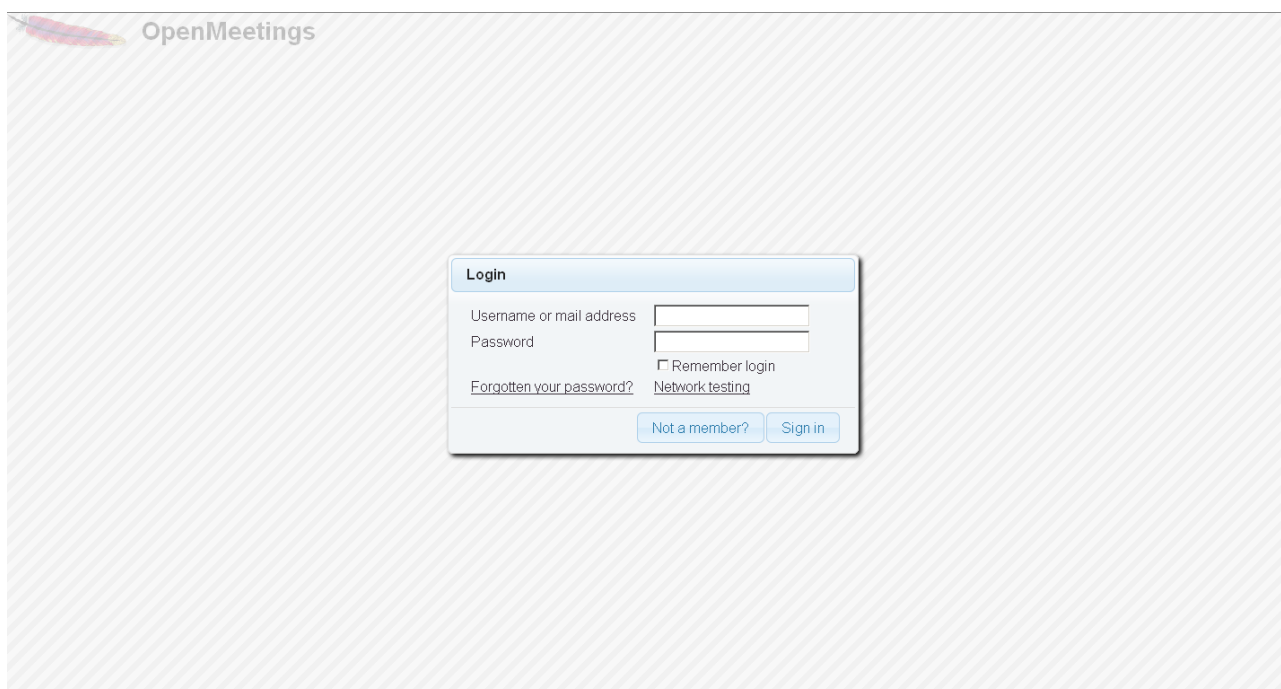 OpenMeetings
Login
Username or mail address
Password
Remember login
Forgotten your password? Network testing
Not a member? Sign in